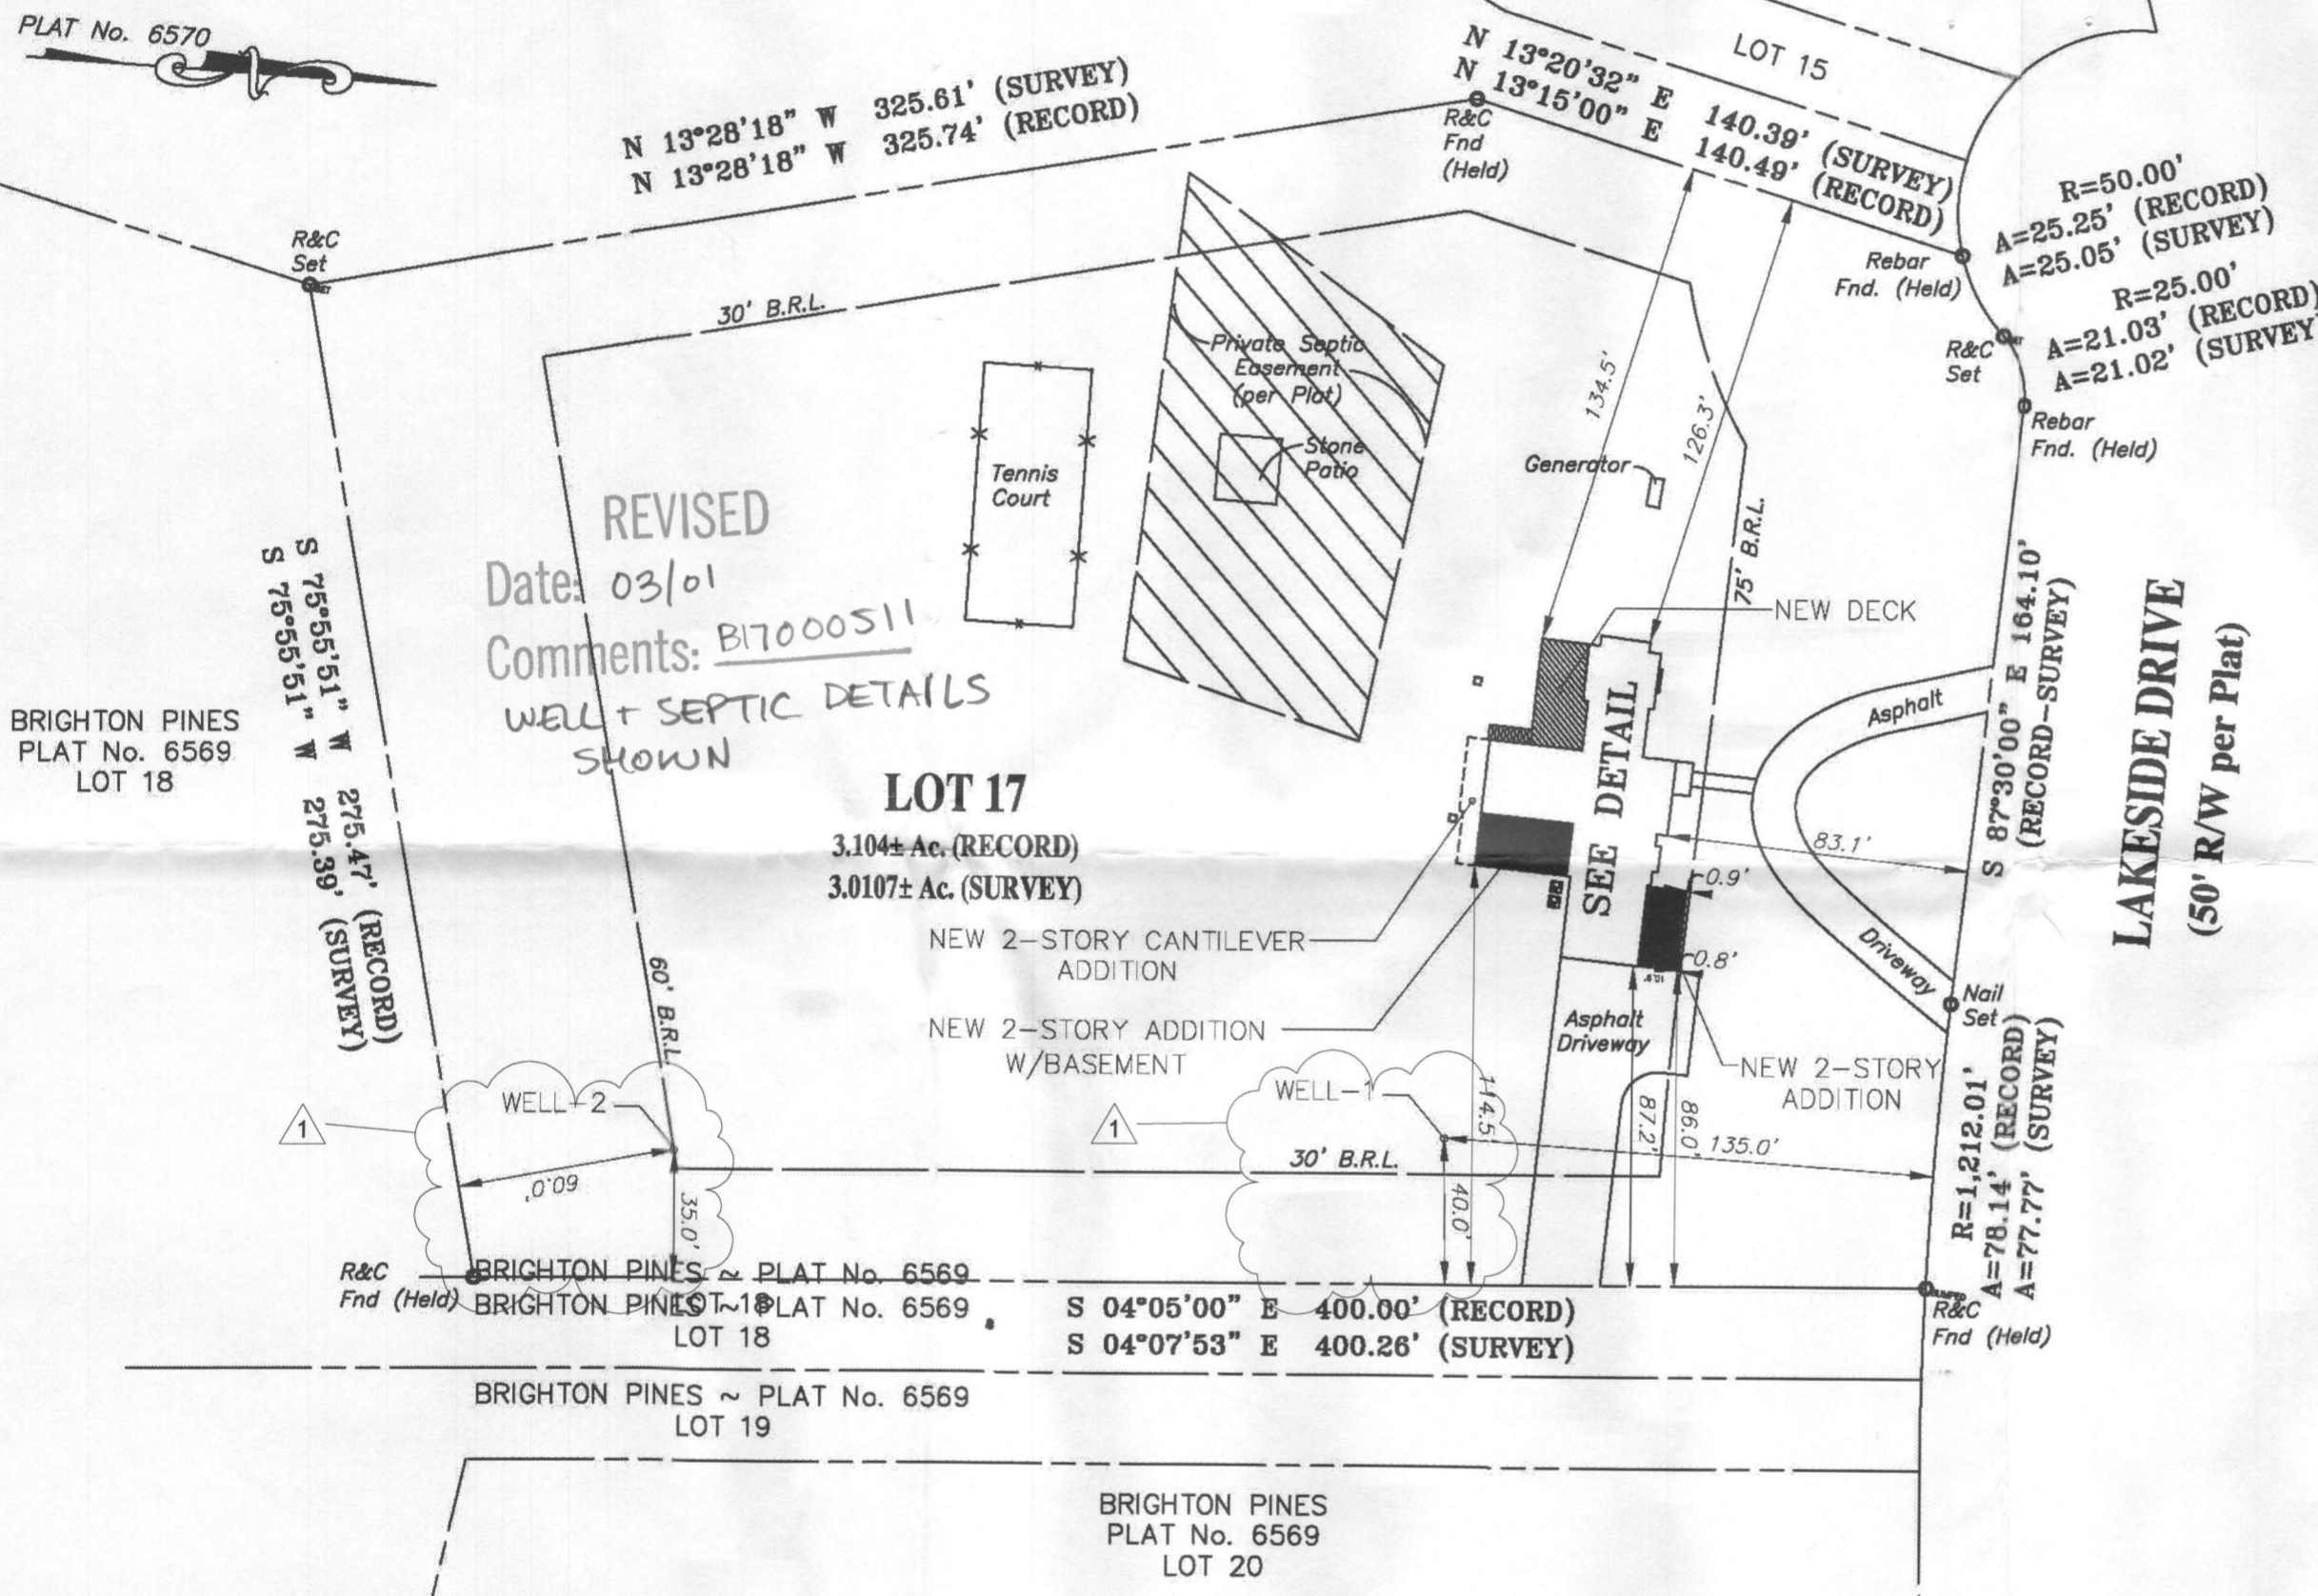 PLAT No. 6570
N 13°28'18" W 325.61' (SURVEY)
N 13°28'18" W 325.74' (RECORD)
N 13°20'32" E 140.39' (SURVEY)
N 13°15'00" E 140.49' (RECORD)
LOT 15
R&C
Fnd
(Held)
R=50.00'
A=25.25' (RECORD)
A=25.05' (SURVEY)
Rebar
Fnd. (Held)
R=25.00'
A=21.03' (RECORD)
A=21.02' (SURVEY)
R&C
Set
Rebar
Fnd. (Held)
R&C
Set
30' B.R.L.
Private Septic
Easement
(per Plat)
Stone
Patio
Tennis
Court
134.5'
126.3'
Generator
75' B.R.L.
REVISED
Date: 03/01
Comments: B17000511
WELL + SEPTIC DETAILS
SHOWN
S 75°55'51" W 275.47' (RECORD)
S 75°55'51" W 275.39' (SURVEY)
BRIGHTON PINES
PLAT No. 6569
LOT 18
NEW DECK
S 87°30'00" E 164.10'
(RECORD-SURVEY)
LAKESIDE DRIVE
(50' R/W per Plat)
Asphalt
Driveway
SEE DETAIL
LOT 17
3.104± Ac. (RECORD)
3.0107± Ac. (SURVEY)
83.1'
0.9'
0.8'
10.9'
NEW 2-STORY CANTILEVER
ADDITION
NEW 2-STORY ADDITION
W/BASEMENT
Asphalt
Driveway
Nail
Set
NEW 2-STORY
ADDITION
60' B.R.L.
WELL-2
1
60.0'
35.0'
WELL-1
1
114.5'
40.0'
87.2'
86.0'
135.0'
30' B.R.L.
R=1,212.01'
A=78.14' (RECORD)
A=77.77' (SURVEY)
R&C
Fnd (Held)
BRIGHTON PINES ~ PLAT No. 6569
LOT 18
BRIGHTON PINES ~ PLAT No. 6569
LOT 18
S 04°05'00" E 400.00' (RECORD)
S 04°07'53" E 400.26' (SURVEY)
R&C
Fnd (Held)
BRIGHTON PINES ~ PLAT No. 6569
LOT 19
BRIGHTON PINES
PLAT No. 6569
LOT 20